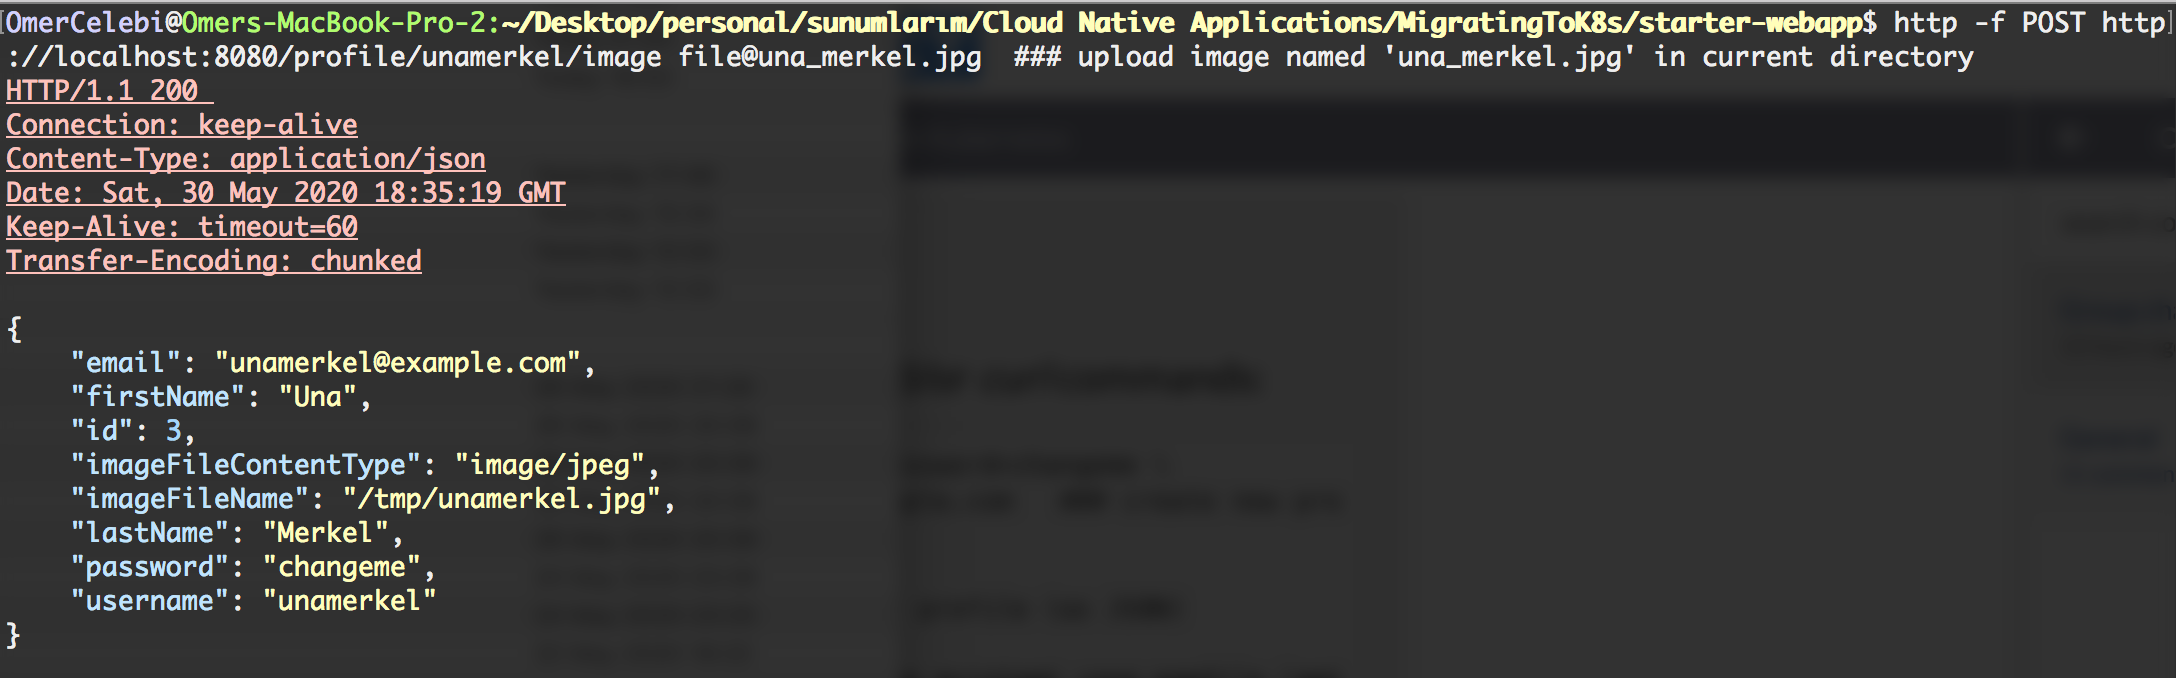 [OmerCelebi@Omers-MacBook-Pro-2:~/Desktop/personal/sunumlarım/Cloud Native Applications/MigratingToK8s/starter-webapp$ http -f POST http]
://localhost:8080/profile/unamerkel/image file@una_merkel.jpg  ### upload image named 'una_merkel.jpg' in current directory
HTTP/1.1 200
Connection: keep-alive
Content-Type: application/json
Date: Sat, 30 May 2020 18:35:19 GMT
Keep-Alive: timeout=60
Transfer-Encoding: chunked
{
    "email": "unamerkel@example.com",
    "firstName": "Una",
    "id": 3,
    "imageFileContentType": "image/jpeg",
    "imageFileName": "/tmp/unamerkel.jpg",
    "lastName": "Merkel",
    "password": "changeme",
    "username": "unamerkel"
}